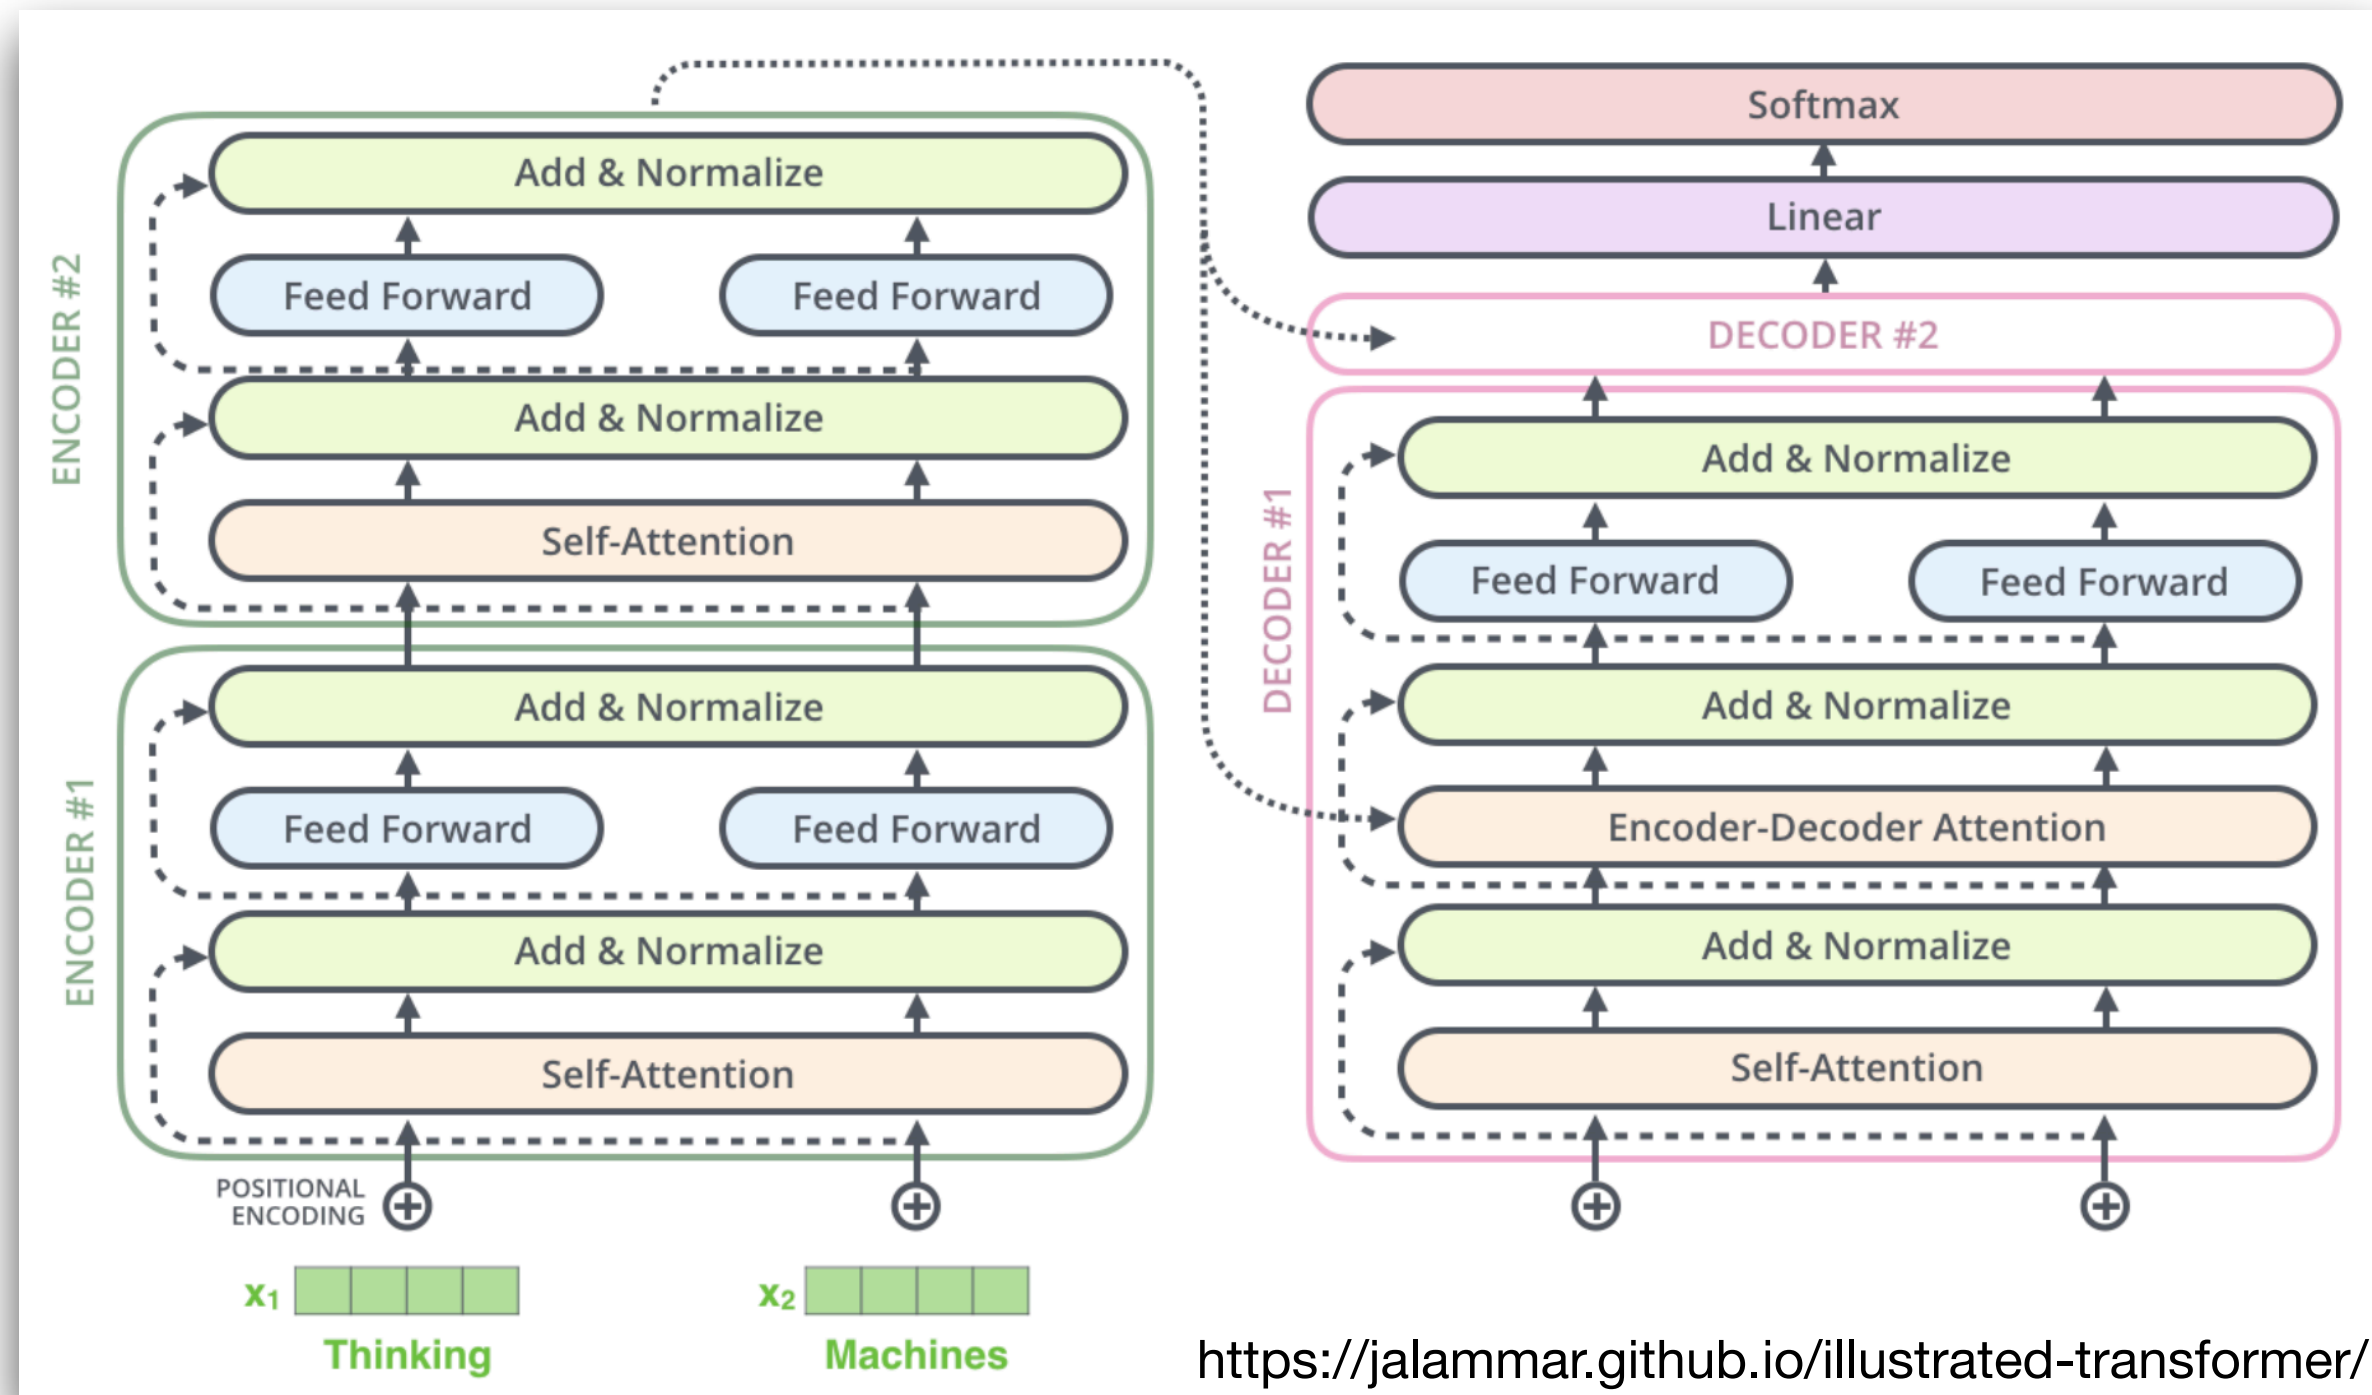 ENCODER #2
Add & Normalize
Feed Forward
Feed Forward
Add & Normalize
Self-Attention
ENCODER #1
Add & Normalize
Feed Forward
Feed Forward
Add & Normalize
Self-Attention
POSITIONAL
ENCODING
x₁
x₂
Thinking
Machines
Softmax
Linear
DECODER #2
DECODER #1
Add & Normalize
Feed Forward
Feed Forward
Add & Normalize
Encoder-Decoder Attention
Add & Normalize
Self-Attention
https://jalammar.github.io/illustrated-transformer/